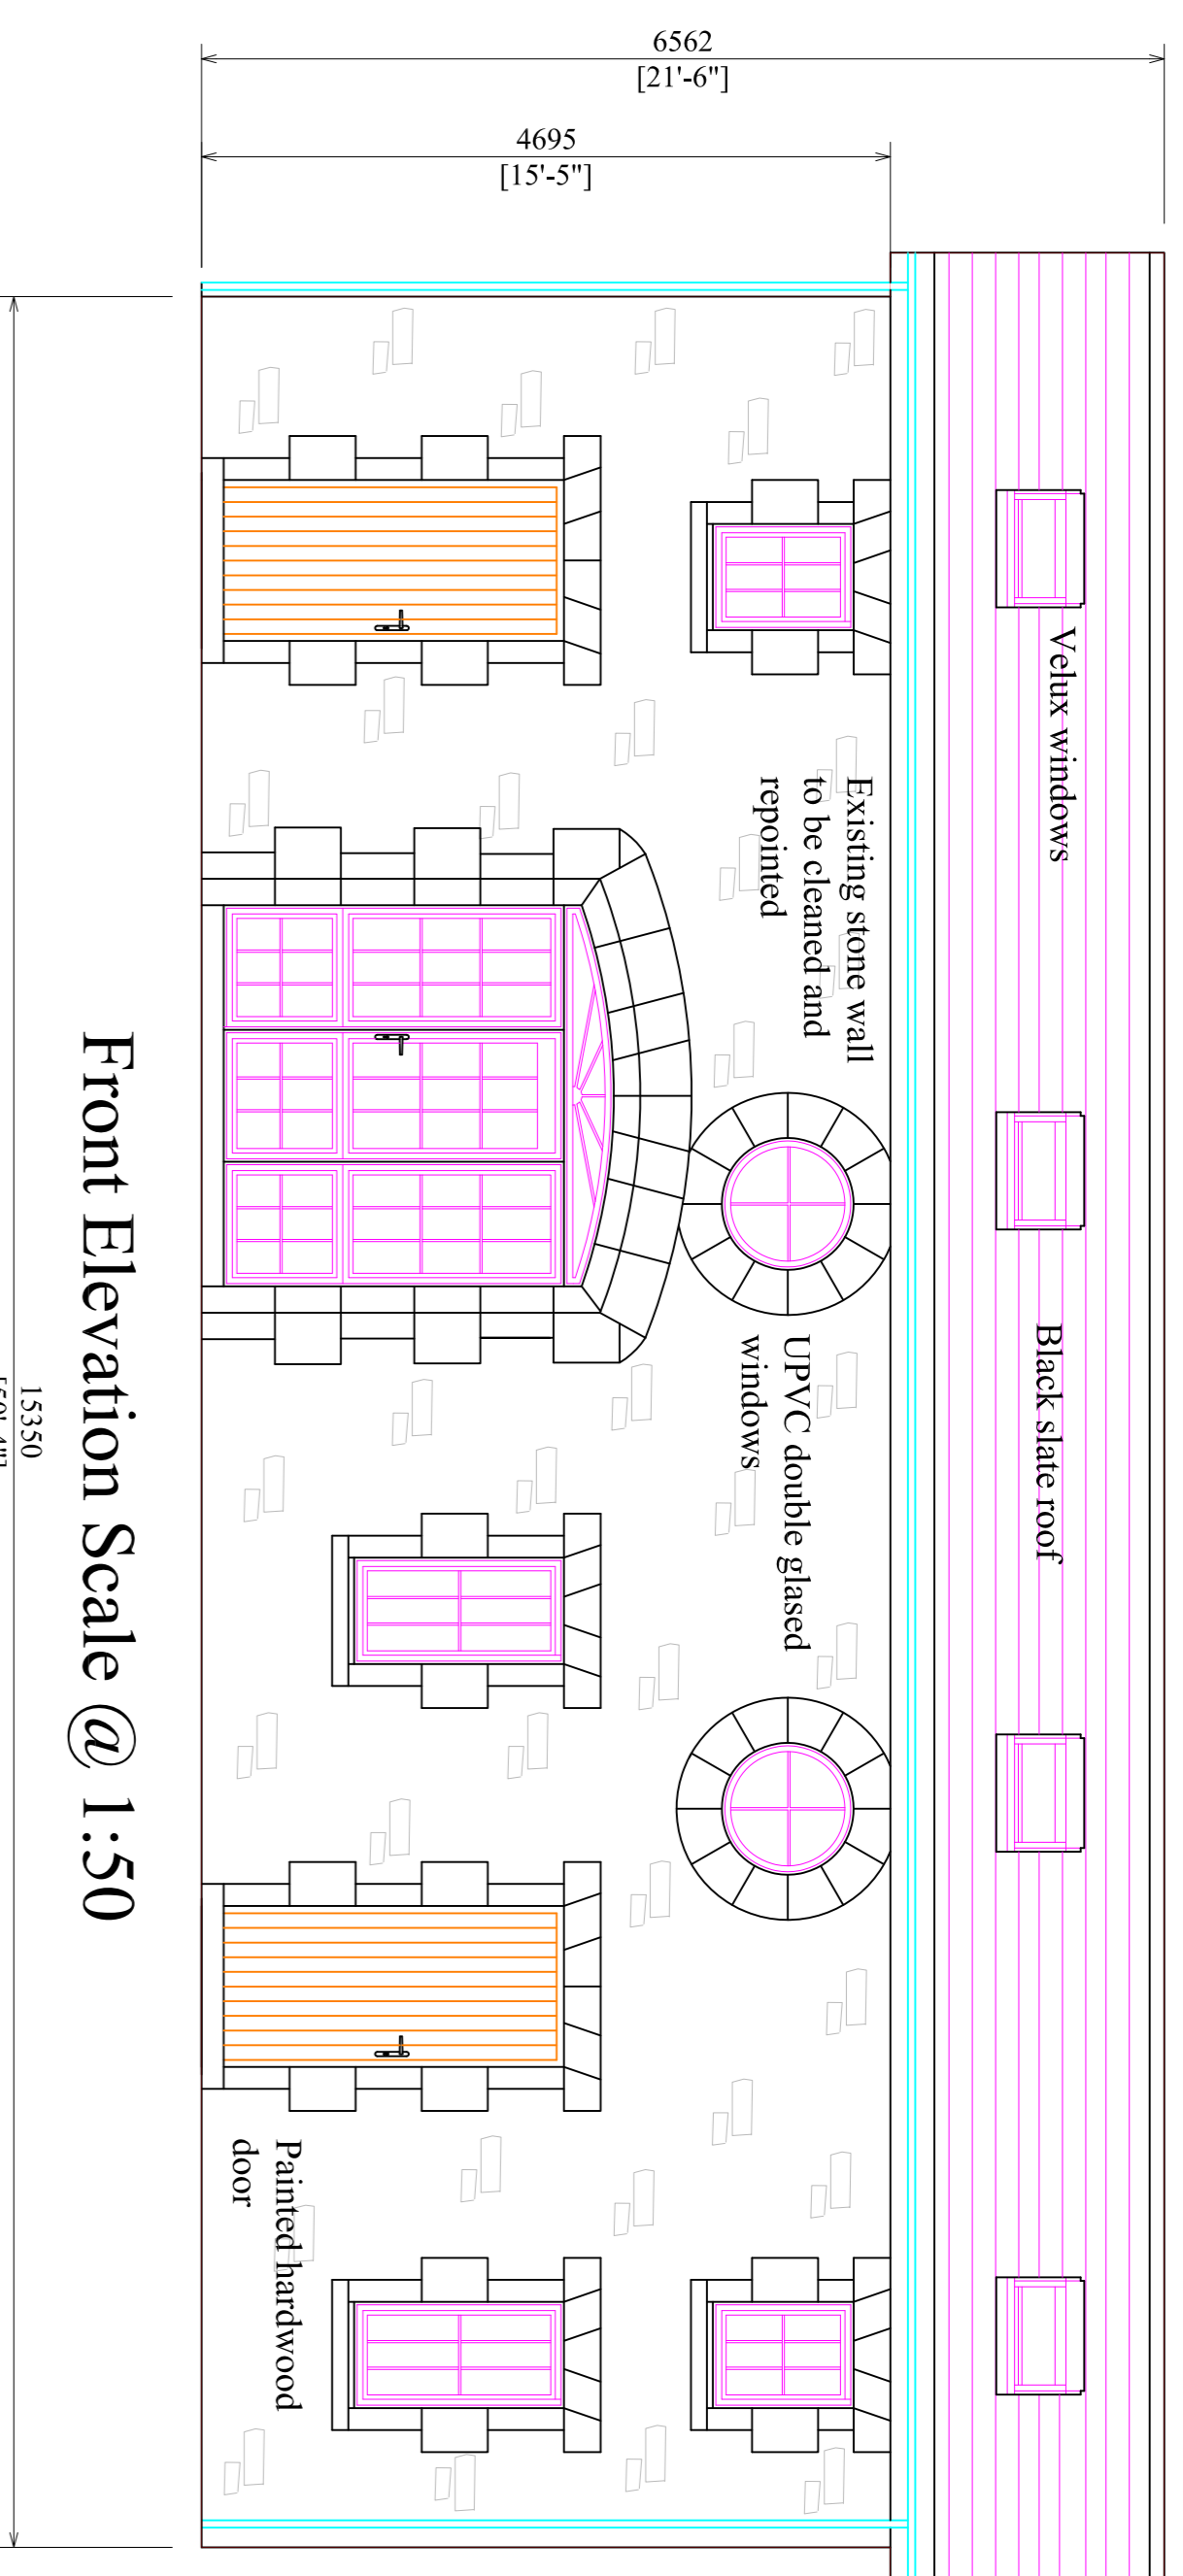 6562
[21'-6"]
4695
[15'-5"]
Velux windows
Black slate roof
Existing stone wall
to be cleaned and
repointed
UPVC double glased
windows
Painted hardwood
door
Front Elevation Scale @ 1:50
15350